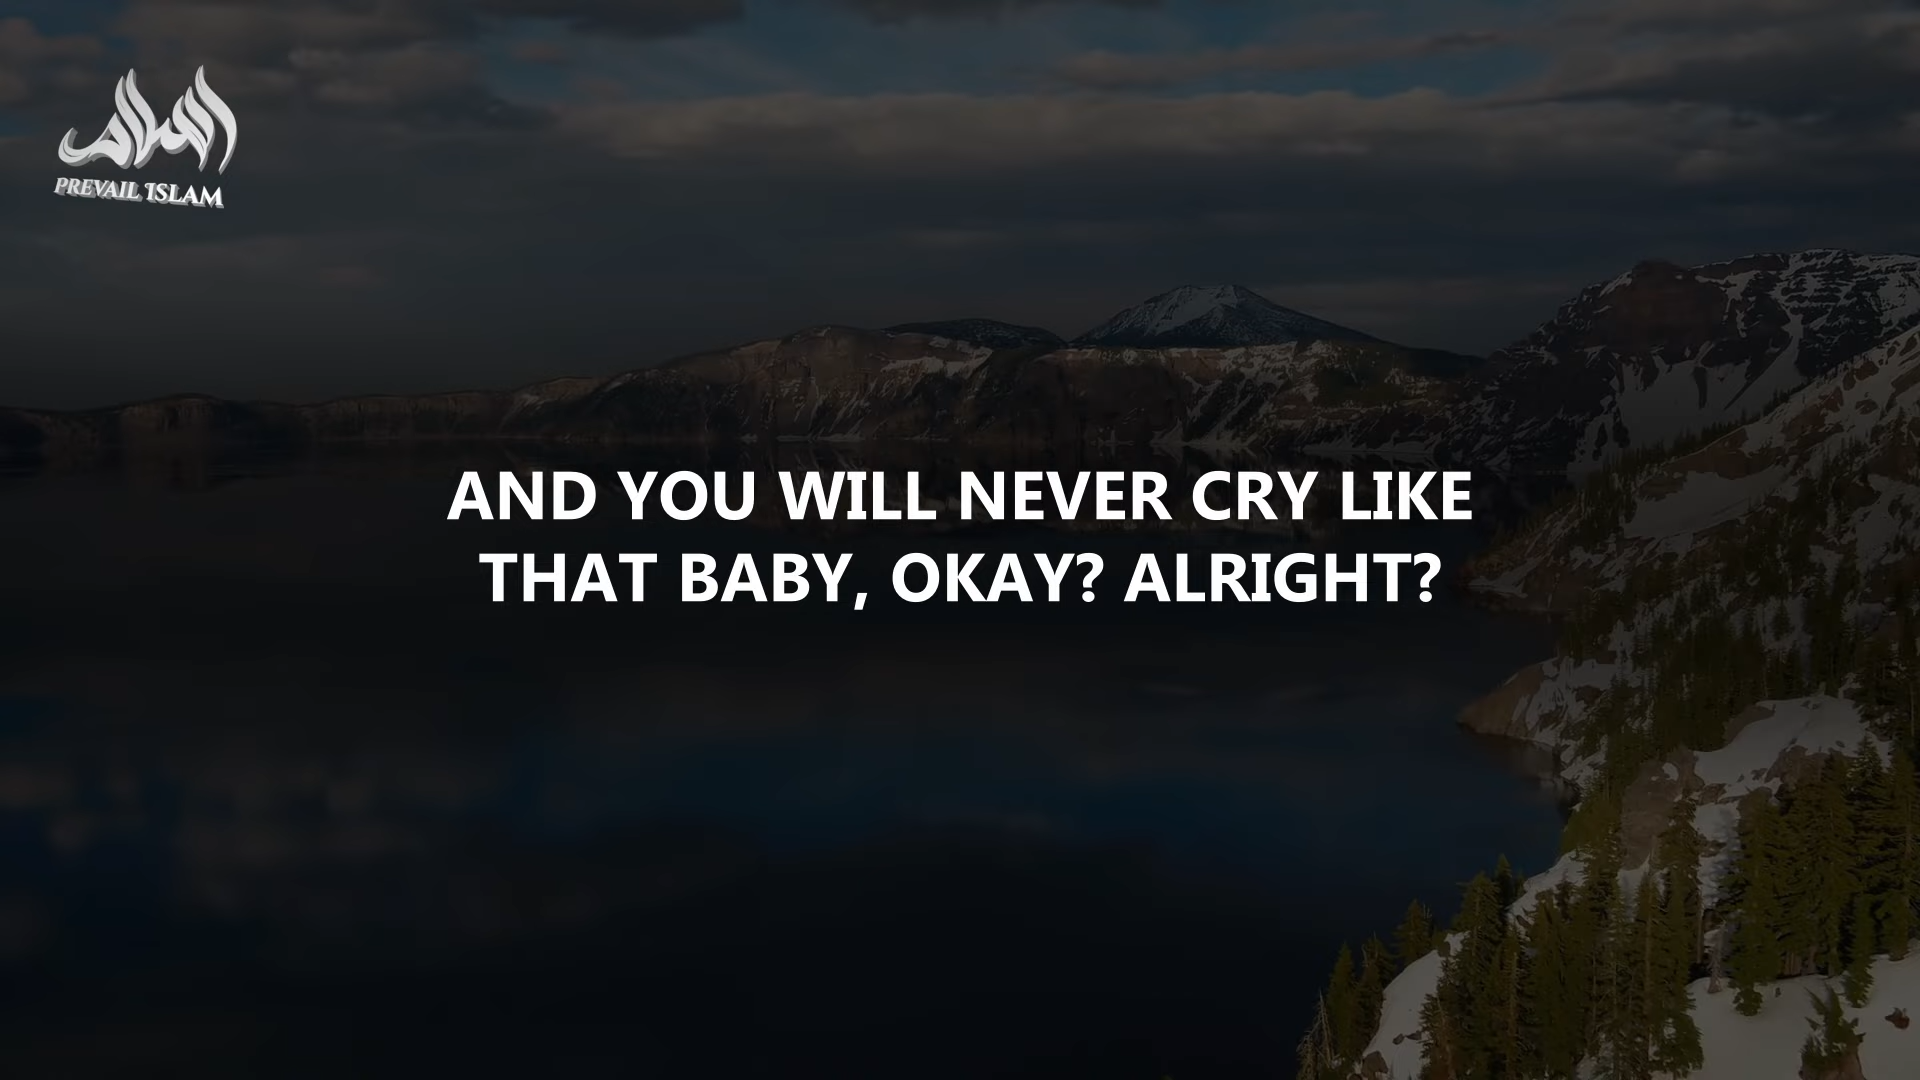 PREVAIL ISLAM
AND YOU WILL NEVER CRY LIKE
THAT BABY, OKAY? ALRIGHT?